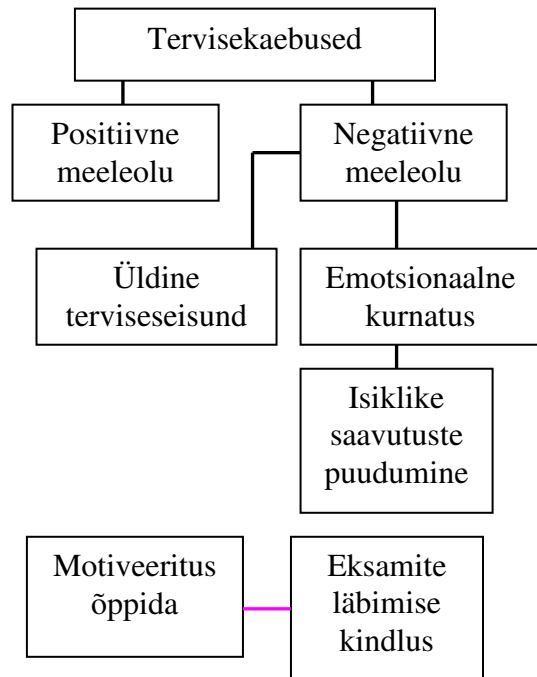 Tervisekaebused
Positiivne
meeleolu
Negatiivne
meeleolu
Üldine
terviseseisund
Emotsionaalne
kurnatus
Isiklike
saavutuste
puudumine
Motiveeritus
õppida
Eksamite
läbimise
kindlus